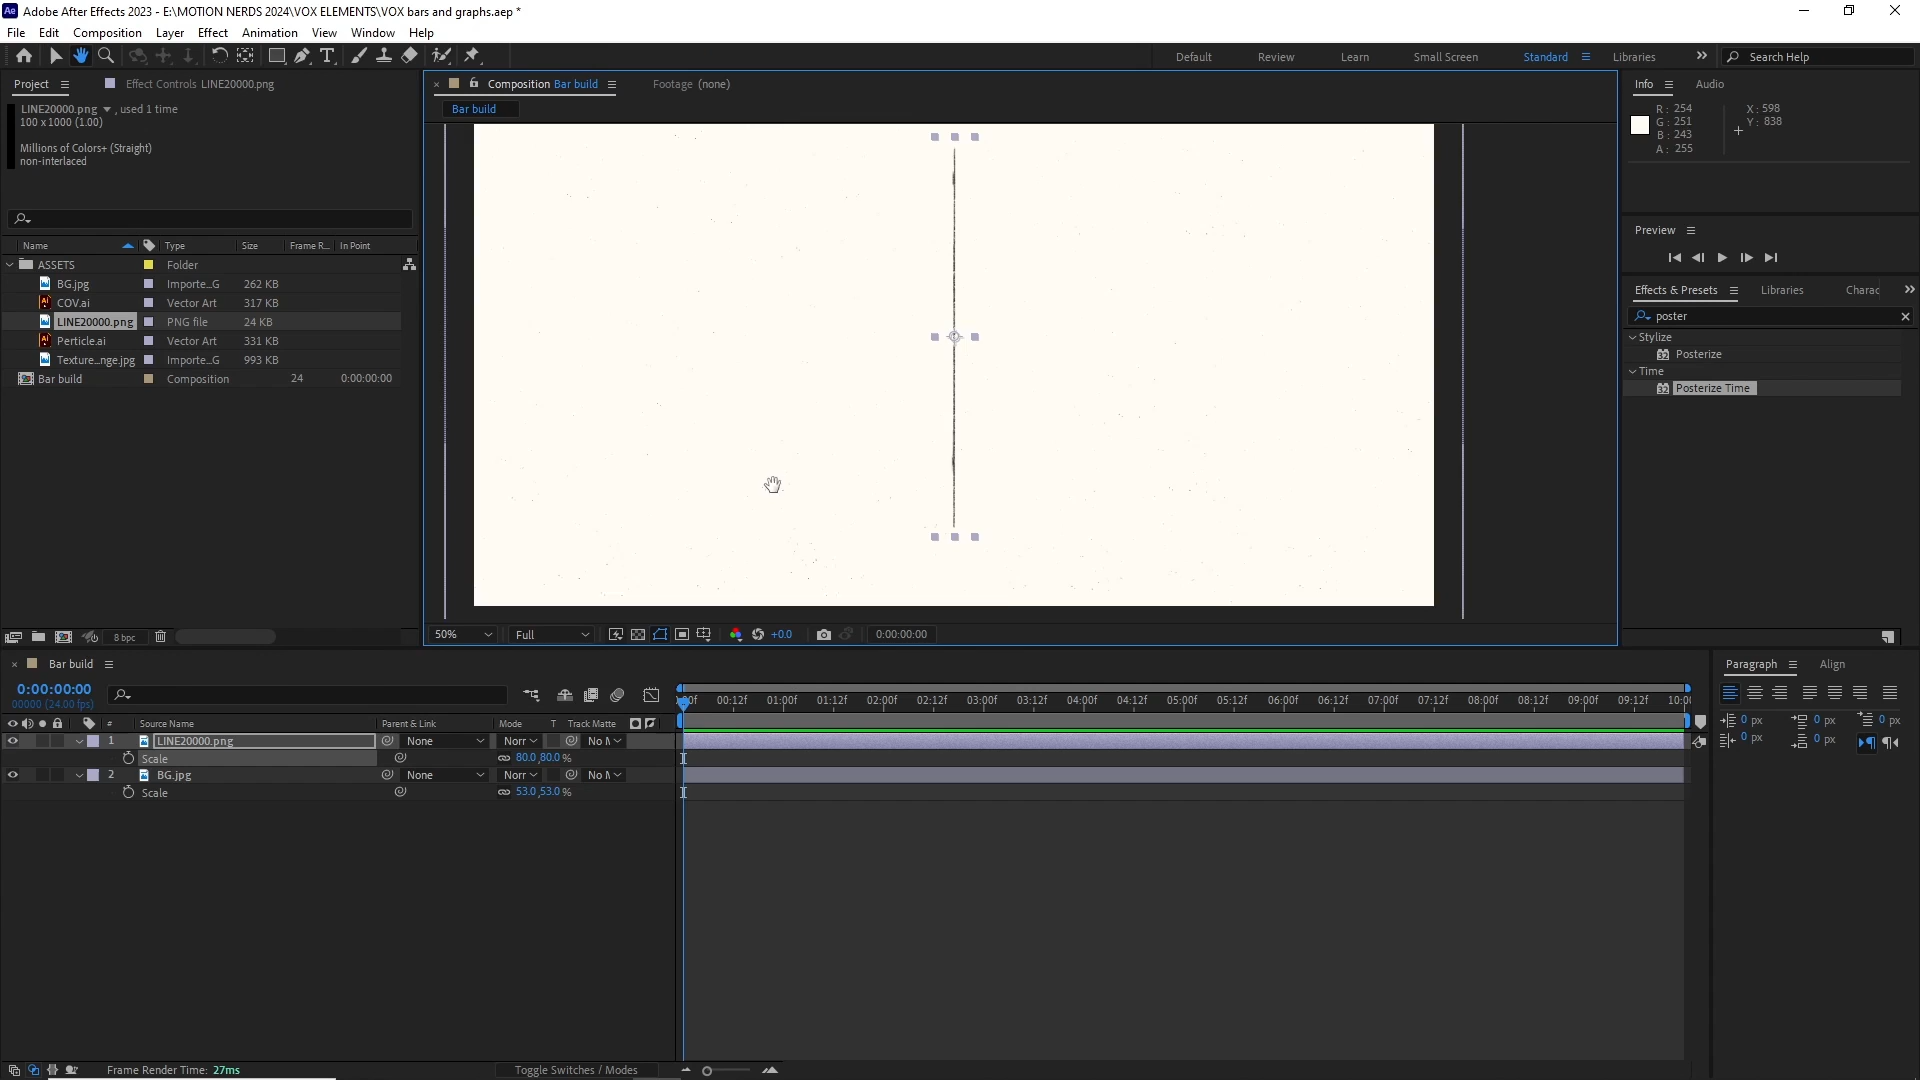 Adobe After Effects 2023 - E:\MOTION NERDS 2024\VOX ELEMENTS\VOX bars and graphs.aep *
File Edit Composition Layer Effect Animation View Window Help
Default Review Learn Small Screen Standard Libraries Search Help
Project Effect Controls LINE20000.png
LINE20000.png , used 1 time
100 x 1000 (1.00)
Millions of Colors+ (Straight)
non-interlaced
Name Type Size Frame R... In Point
ASSETS Folder
BG.jpg Importe...G 262 KB
COV.ai Vector Art 317 KB
LINE20000.png PNG file 24 KB
Perticle.ai Vector Art 331 KB
Texture...nge.jpg Importe...G 993 KB
Bar build Composition 24 0:00:00:00
8 bpc
Composition Bar build Footage (none)
Bar build
50% Full +0.0 0:00:00:00
Info Audio
R: 254 X: 598
G: 251 Y: 838
B: 243
A: 255
Preview
Effects & Presets Libraries Charac
poster
Stylize
Posterize
Time
Posterize Time
Bar build
0:00:00:00
00000 (24.00 fps)
:00f 00:12f 01:00f 01:12f 02:00f 02:12f 03:00f 03:12f 04:00f 04:12f 05:00f 05:12f 06:00f 06:12f 07:00f 07:12f 08:00f 08:12f 09:00f 09:12f 10:0
# Source Name Parent & Link Mode T Track Matte
1 LINE20000.png None Norr No M
Scale 80.0,80.0 %
2 BG.jpg None Norr No M
Scale 53.0,53.0 %
Frame Render Time: 27ms Toggle Switches / Modes
Paragraph Align
0 px 0 px 0 px
0 px 0 px